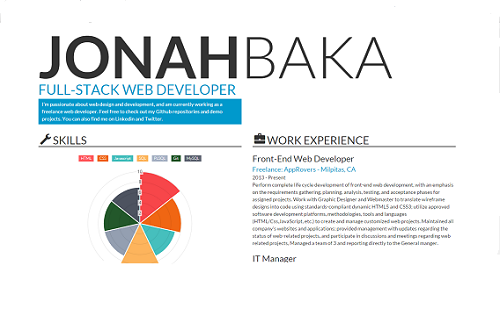 JONAHBAKA
FULL-STACK WEB DEVELOPER
I'm passionate about web design and development, and am currently working as a
freelance web developer. Feel free to check out my Github repositories and demo
projects. You can also find me on Linkedin and Twitter.
SKILLS
HTML CSS Javascript SQL PL/SQL Git MySQL
10
WORK EXPERIENCE
Front-End Web Developer
Freelance: AppRovers - Milpitas, CA
2013 - Present
Perform complete life cycle development of front end web development, with an emphasis
on the requirements gathering, planning, analysis, testing, and acceptance phases for
assigned projects. Work with Graphic Designer and Webmaster to translate wireframe
designs into code using standards-compliant dynamic HTML5 and CSS3; utilize approved
software development platforms, methodologies, tools and languages
(HTML/Css,JavaScript, etc.) to create and manage customized web projects. Maintained all
company's websites and applications; provided management with updates regarding the
status of web-related projects, and participate in discussions and meetings regarding web
related projects, Managed a team of 3 and reporting directly to the General manger.
IT Manager